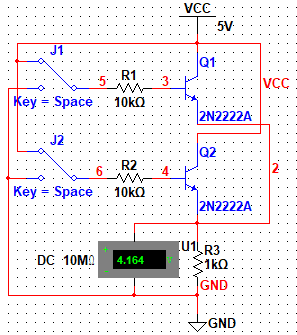 VCC
5V
J1
Q1
R1
5
3
VCC
10kΩ
Key = Space
2N2222A
J2
Q2
R2
2
6
4
10kΩ
Key = Space
2N2222A
U1
DC 10MΩ
4.164
V
R3
1kΩ
GND
GND